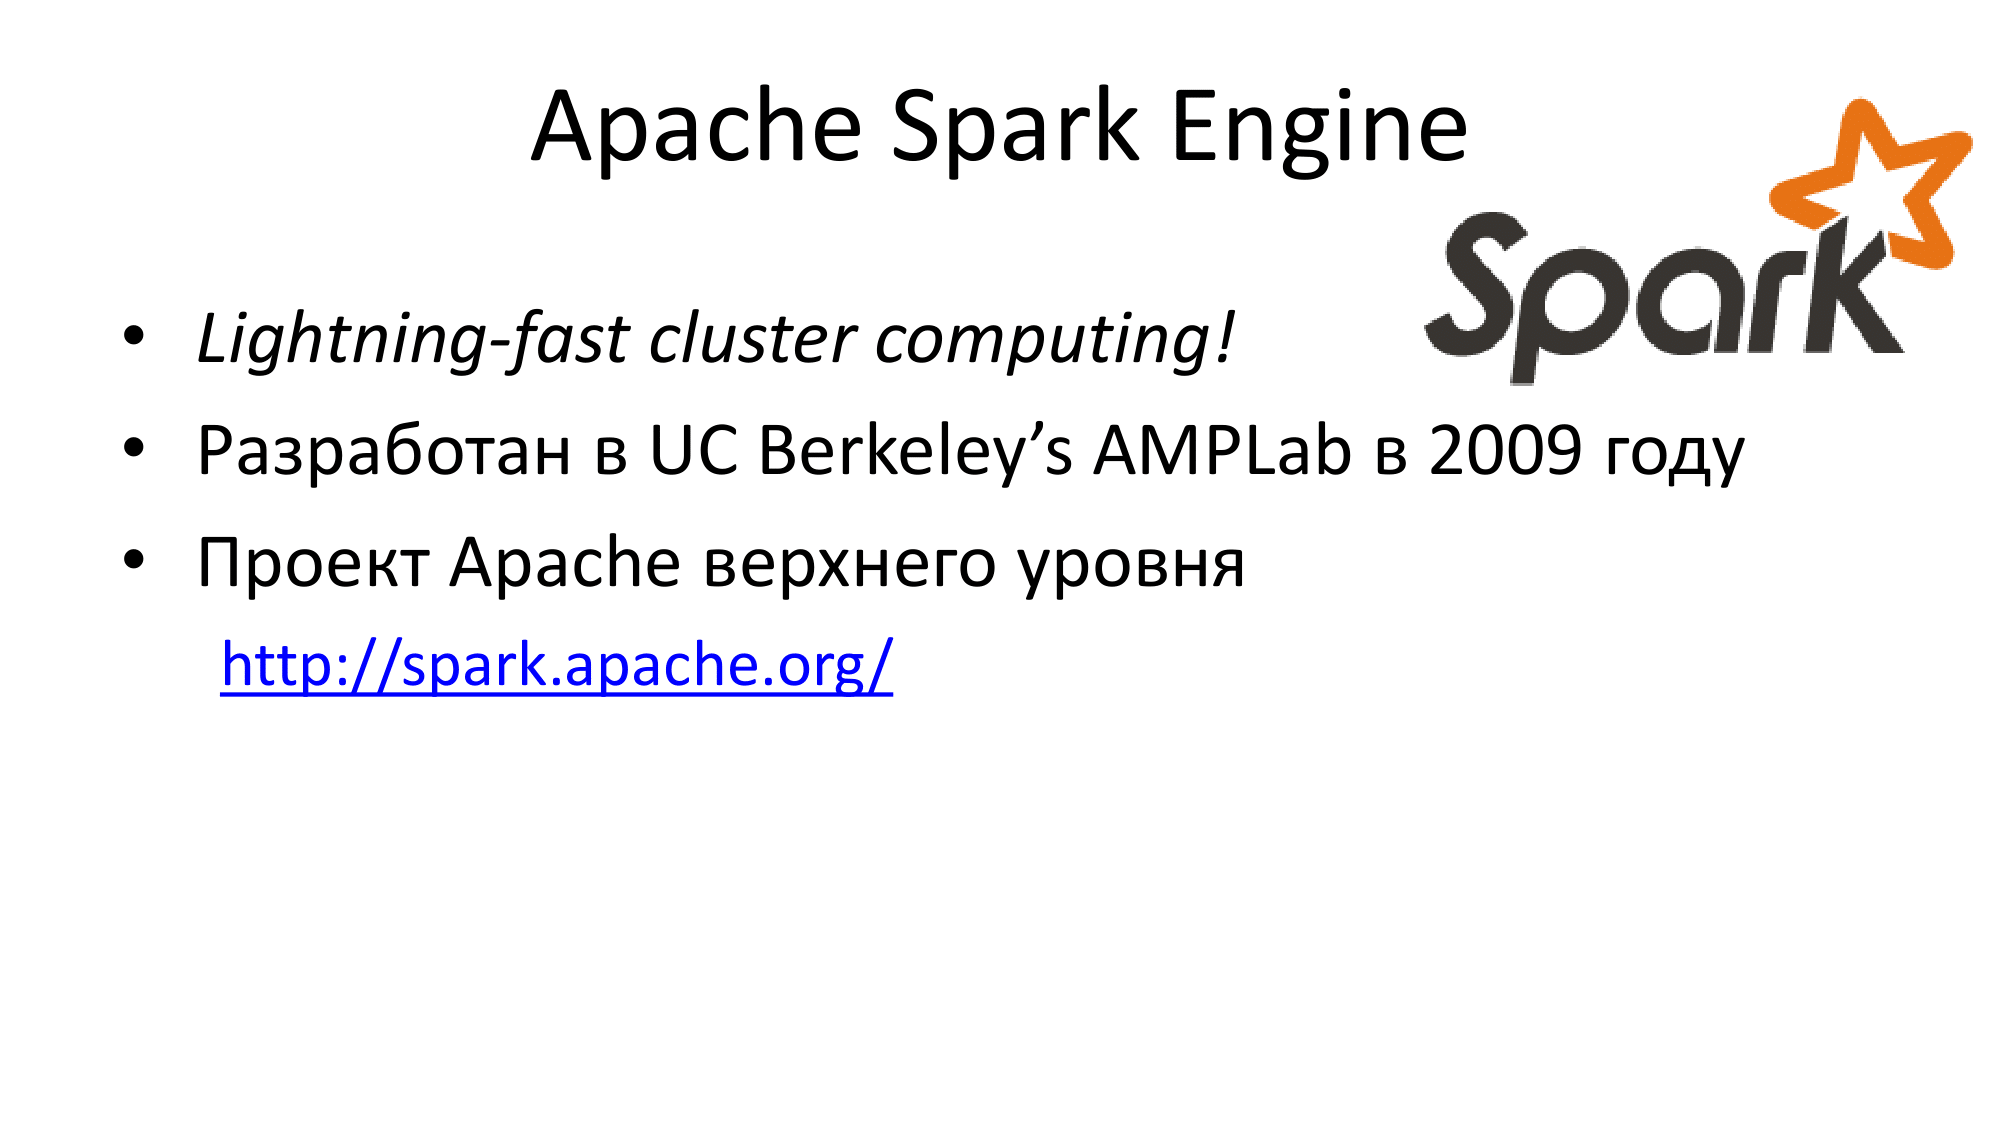 Apache Spark Engine
Spark
• Lightning-fast cluster computing!
• Разработан в UC Berkeley’s AMPLab в 2009 году
• Проект Apache верхнего уровня
http://spark.apache.org/